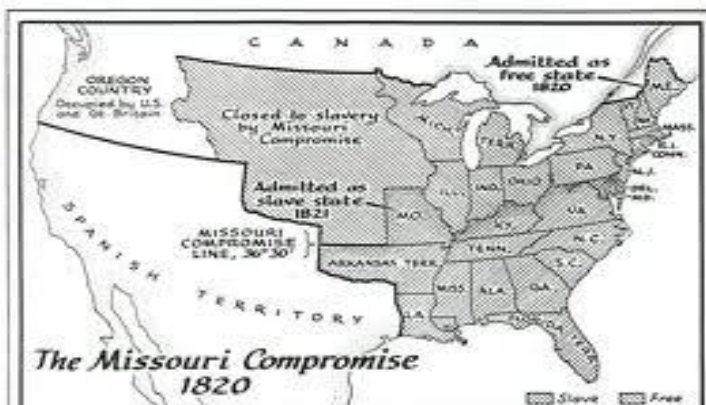 CANADA
OREGON
COUNTRY
Occupied by U.S.
and Gt. Britain
Closed to slavery
by Missouri
Compromise
Admitted as
free state
1820
ME.
MICH.
TERR.
N.Y.
MASS.
R.I.
CONN.
PA.
N.J.
DEL.
MD.
ILL.
IND.
OHIO
VA.
KY.
Admitted as
slave state
1821
MO.
MISSOURI
COMPROMISE
LINE, 36°30'
ARKANSAS TERR.
TENN.
N.C.
S.C.
MISS.
ALA.
GA.
LA.
FLORIDA TERR.
SPANISH TERRITORY
The Missouri Compromise
1820
Slave
Free